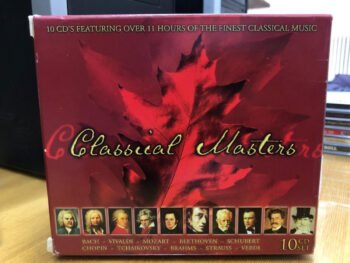 10 CD'S FEATURING OVER 11 HOURS OF THE FINEST CLASSICAL MUSIC
Classical Masters
BACH - VIVALDI - MOZART - BEETHOVEN - SCHUBERT
CHOPIN - TCHAIKOVSKY - BRAHMS - STRAUSS - VERDI
10 CD
SET